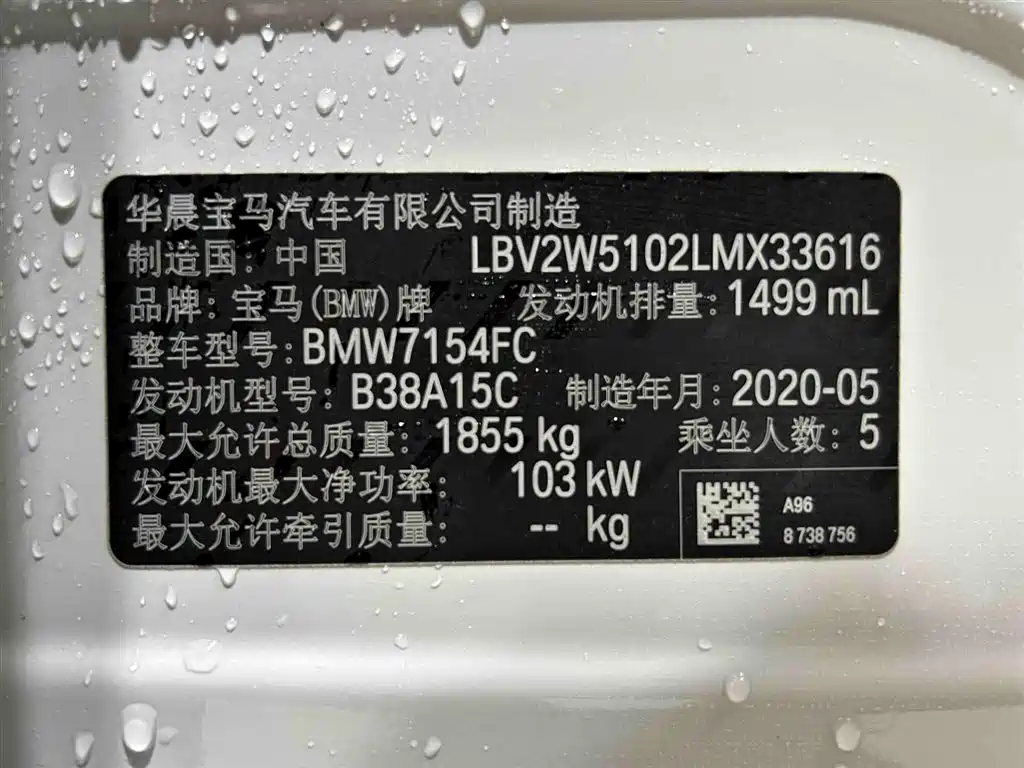 华晨宝马汽车有限公司制造
制造国: 中国 LBV2W5102LMX33616
品牌: 宝马(BMW)牌 发动机排量: 1499 mL
整车型号: BMW7154FC
发动机型号: B38A15C 制造年月: 2020-05
最大允许总质量: 1855 kg 乘坐人数: 5
发动机最大净功率: 103 kW
最大允许牵引质量: -- kg
A96
8 738 756